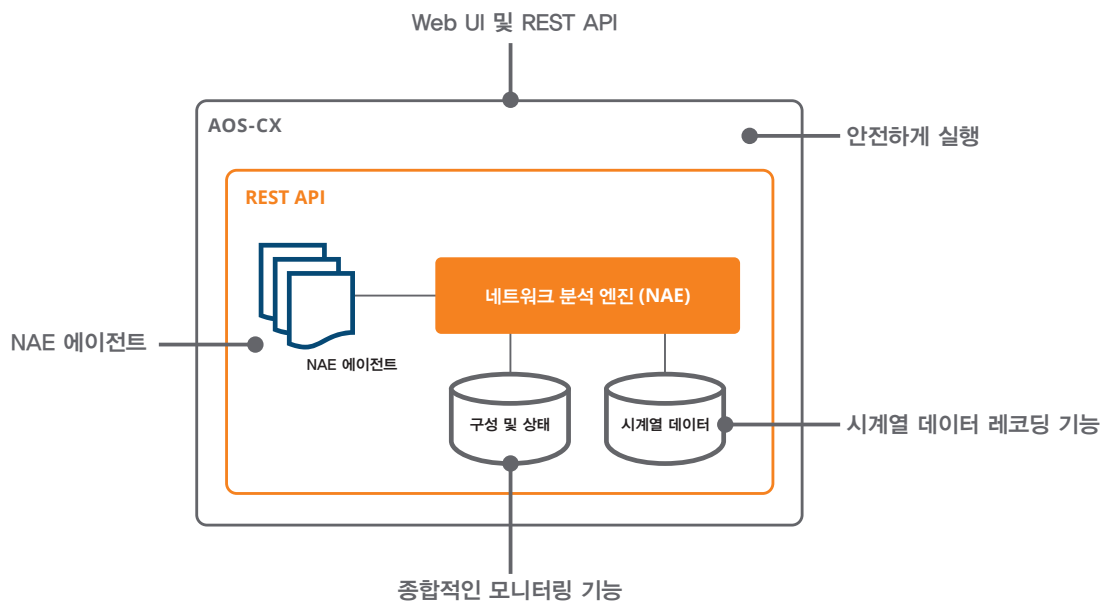 Web UI 및 REST API
AOS-CX
안전하게 실행
REST API
네트워크 분석 엔진 (NAE)
NAE 에이전트
NAE 에이전트
구성 및 상태
시계열 데이터
시계열 데이터 레코딩 기능
종합적인 모니터링 기능